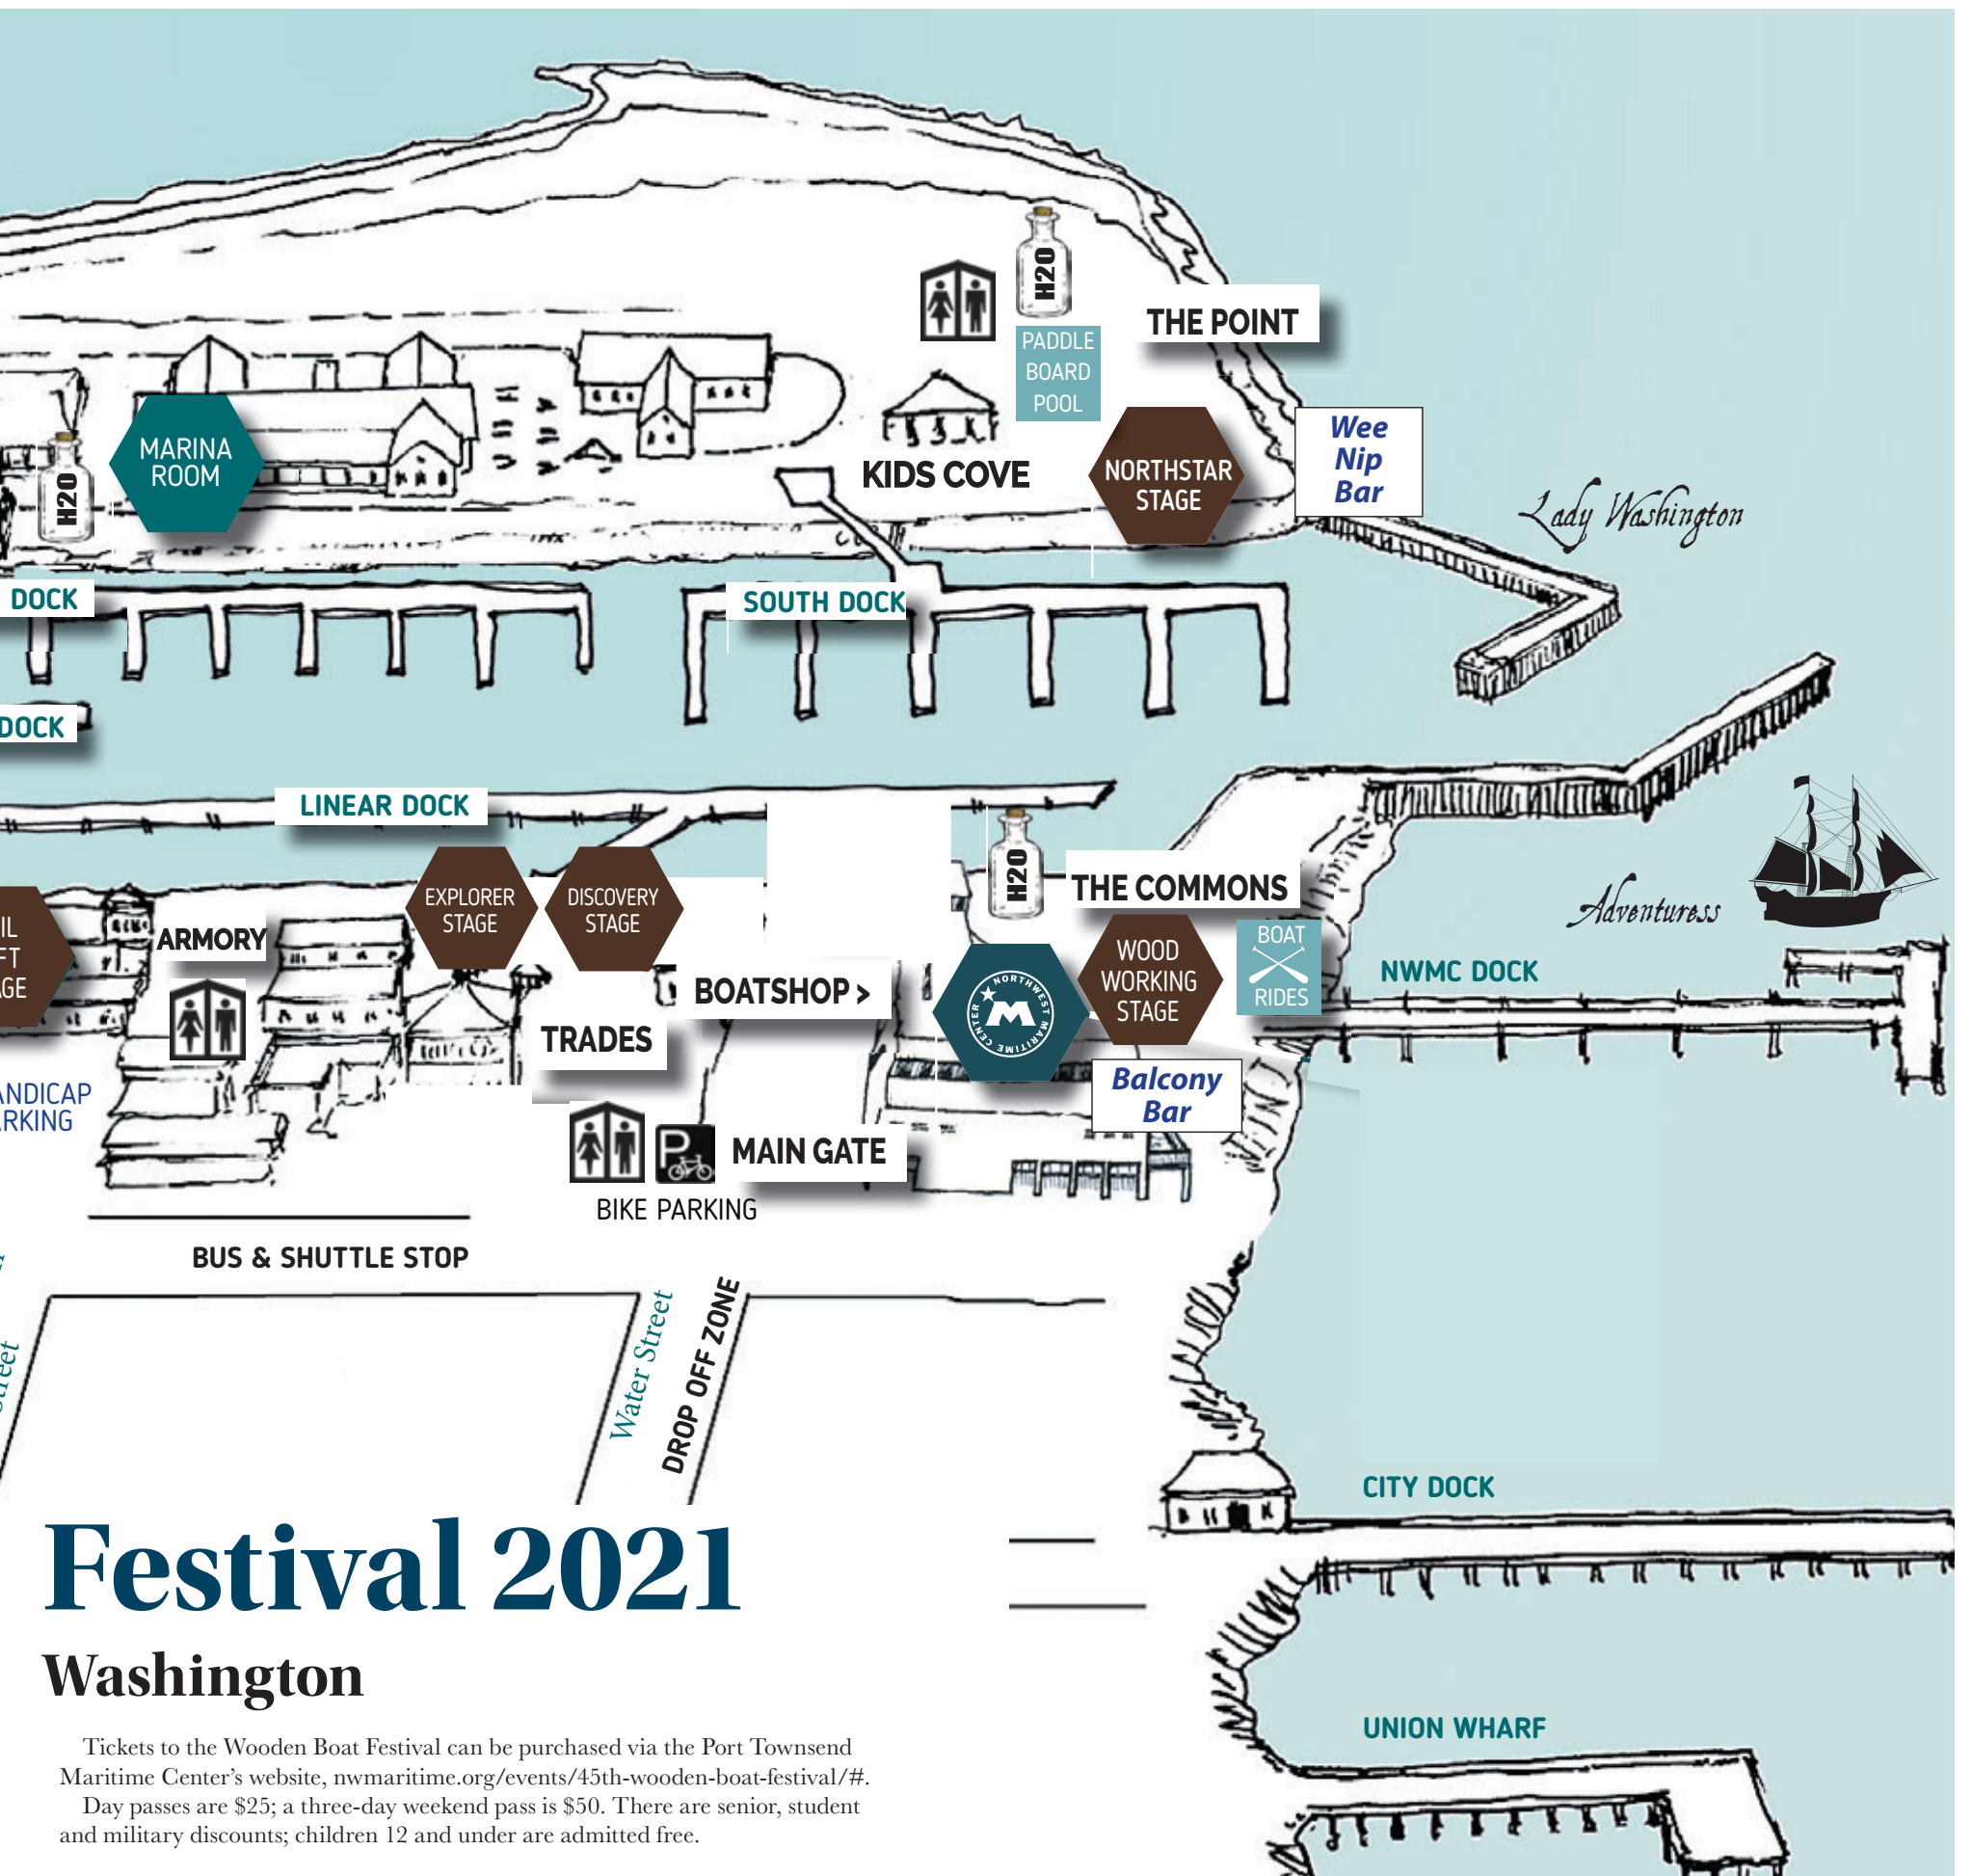 H2O
THE POINT
PADDLE
BOARD
POOL
Wee
Nip
Bar
MARINA
ROOM
H2O
KIDS COVE
NORTHSTAR
STAGE
Lady Washington
DOCK
SOUTH DOCK
DOCK
LINEAR DOCK
H2O
THE COMMONS
EXPLORER
STAGE
DISCOVERY
STAGE
Adventuress
ARMORY
BOAT
RIDES
WOOD
WORKING
STAGE
NWMC DOCK
BOATSHOP >
NORTHWEST MARITIME CENTER
TRADES
Balcony
Bar
P
MAIN GATE
BIKE PARKING
BUS & SHUTTLE STOP
Water Street
DROP OFF ZONE
CITY DOCK
Festival 2021
Washington
UNION WHARF
Tickets to the Wooden Boat Festival can be purchased via the Port Townsend
Maritime Center’s website, nwmaritime.org/events/45th-wooden-boat-festival/#.
Day passes are $25; a three-day weekend pass is $50. There are senior, student
and military discounts; children 12 and under are admitted free.